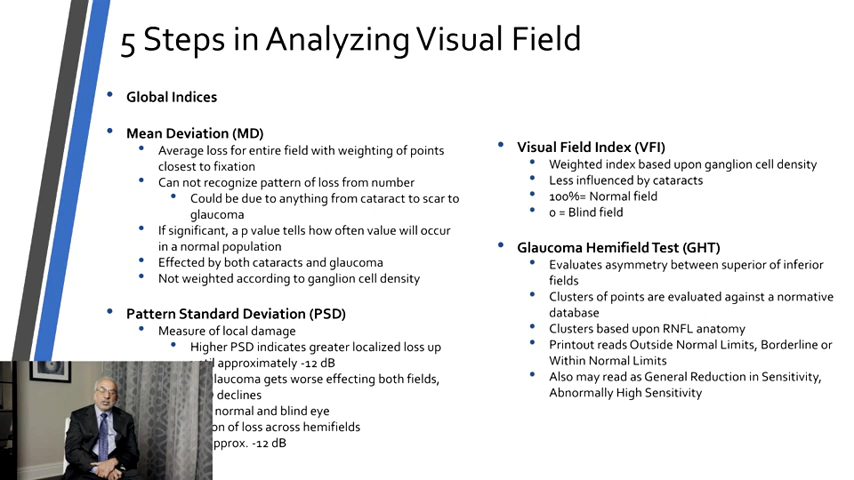 5 Steps in Analyzing Visual Field
Global Indices
Mean Deviation (MD)
Average loss for entire field with weighting of points
closest to fixation
Can not recognize pattern of loss from number
Could be due to anything from cataract to scar to
glaucoma
If significant, a p value tells how often value will occur
in a normal population
Effected by both cataracts and glaucoma
Not weighted according to ganglion cell density
Pattern Standard Deviation (PSD)
Measure of local damage
Higher PSD indicates greater localized loss up
approximately -12 dB
laucoma gets worse effecting both fields,
declines
normal and blind eye
on of loss across hemifields
pprox. -12 dB
Visual Field Index (VFI)
Weighted index based upon ganglion cell density
Less influenced by cataracts
100%= Normal field
0 = Blind field
Glaucoma Hemifield Test (GHT)
Evaluates asymmetry between superior of inferior
fields
Clusters of points are evaluated against a normative
database
Clusters based upon RNFL anatomy
Printout reads Outside Normal Limits, Borderline or
Within Normal Limits
Also may read as General Reduction in Sensitivity,
Abnormally High Sensitivity